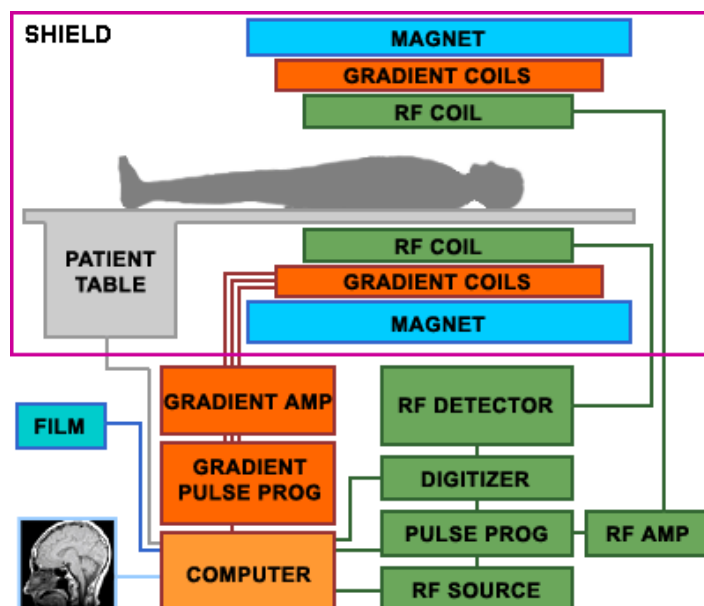 SHIELD
MAGNET
GRADIENT COILS
RF COIL
RF COIL
PATIENT
TABLE
GRADIENT COILS
MAGNET
GRADIENT AMP
RF DETECTOR
FILM
GRADIENT
PULSE PROG
DIGITIZER
PULSE PROG
RF AMP
COMPUTER
RF SOURCE